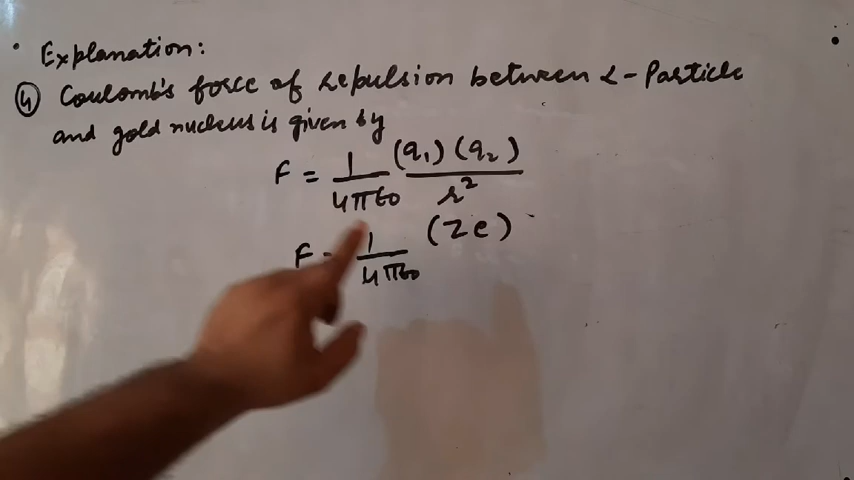 • Explanation:
④ Coulomb's force of repulsion between α-Particle
and gold nucleus is given by
F = 1/4πε0 (q1) (q2)/r²
F = 1/4πε0 (Ze)